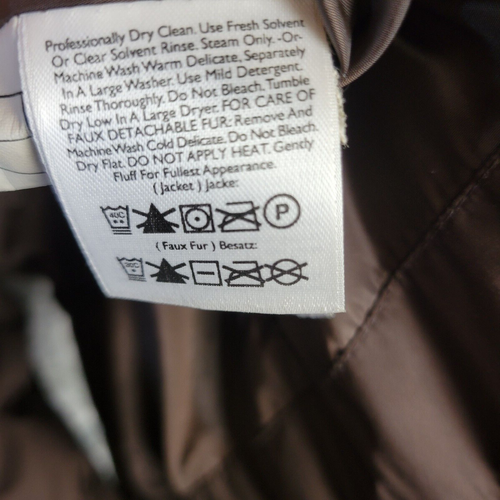 Professionally Dry Clean. Use Fresh Solvent
Or Clear Solvent Rinse. Steam Only. -Or-
Machine Wash Warm Delicate, Separately
In A Large Washer. Use Mild Detergent.
Rinse Thoroughly. Do Not Bleach. Tumble
Dry Low In A Large Dryer. FOR CARE OF
FAUX DETACHABLE FUR: Remove And
Machine Wash Cold Delicate. Do Not Bleach.
Dry Flat. DO NOT APPLY HEAT. Gently
Fluff For Fullest Appearance.
( Jacket ) Jacke:
40C P
( Faux Fur ) Besatz: